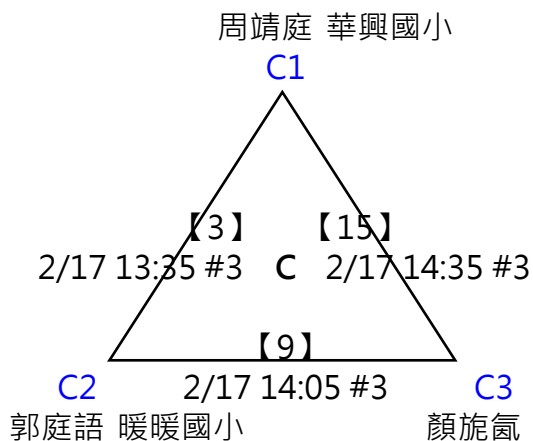 周靖庭 華興國小
C1
【3】 【15】
2/17 13:35 #3 C 2/17 14:35 #3
【9】
C2 2/17 14:05 #3 C3
郭庭語 暖暖國小 顏旎氤